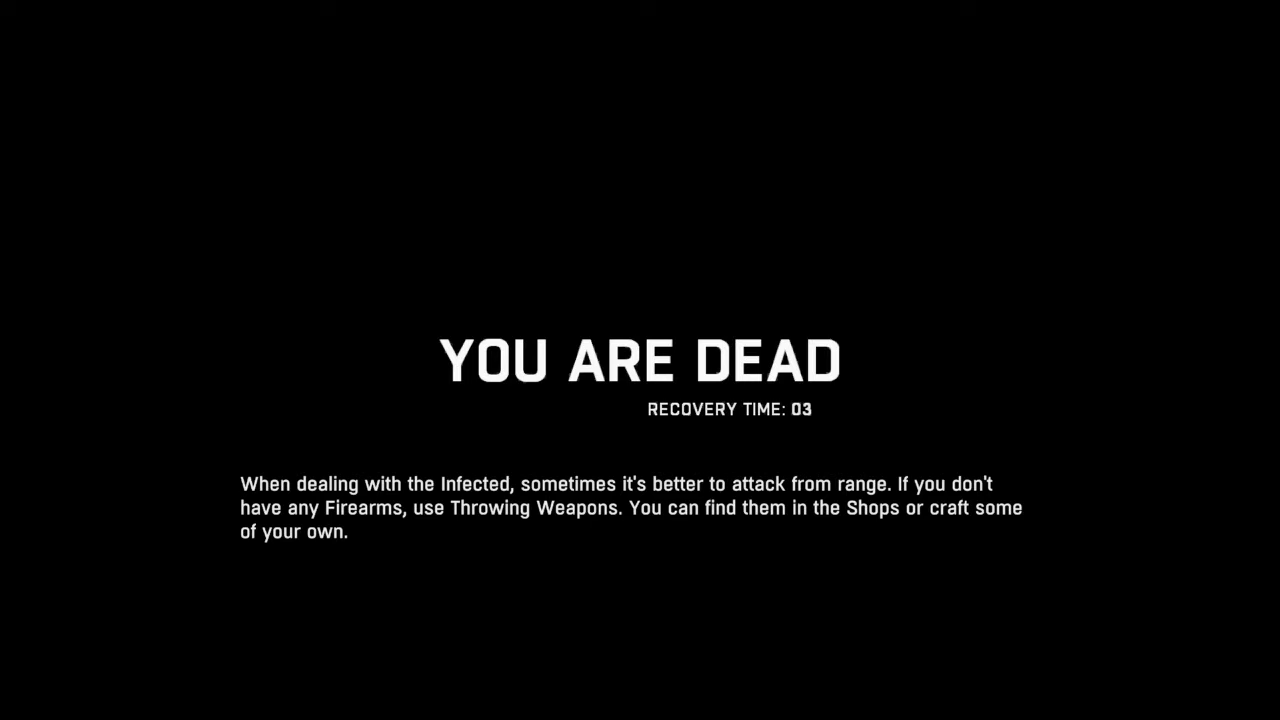 YOU ARE DEAD
RECOVERY TIME: 03
When dealing with the Infected, sometimes it's better to attack from range. If you don't
have any Firearms, use Throwing Weapons. You can find them in the Shops or craft some
of your own.